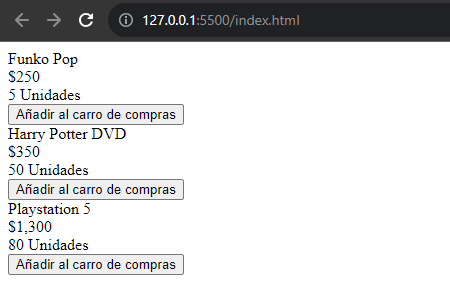 127.0.0.1:5500/index.html
Funko Pop
$250
5 Unidades
Añadir al carro de compras
Harry Potter DVD
$350
50 Unidades
Añadir al carro de compras
Playstation 5
$1,300
80 Unidades
Añadir al carro de compras